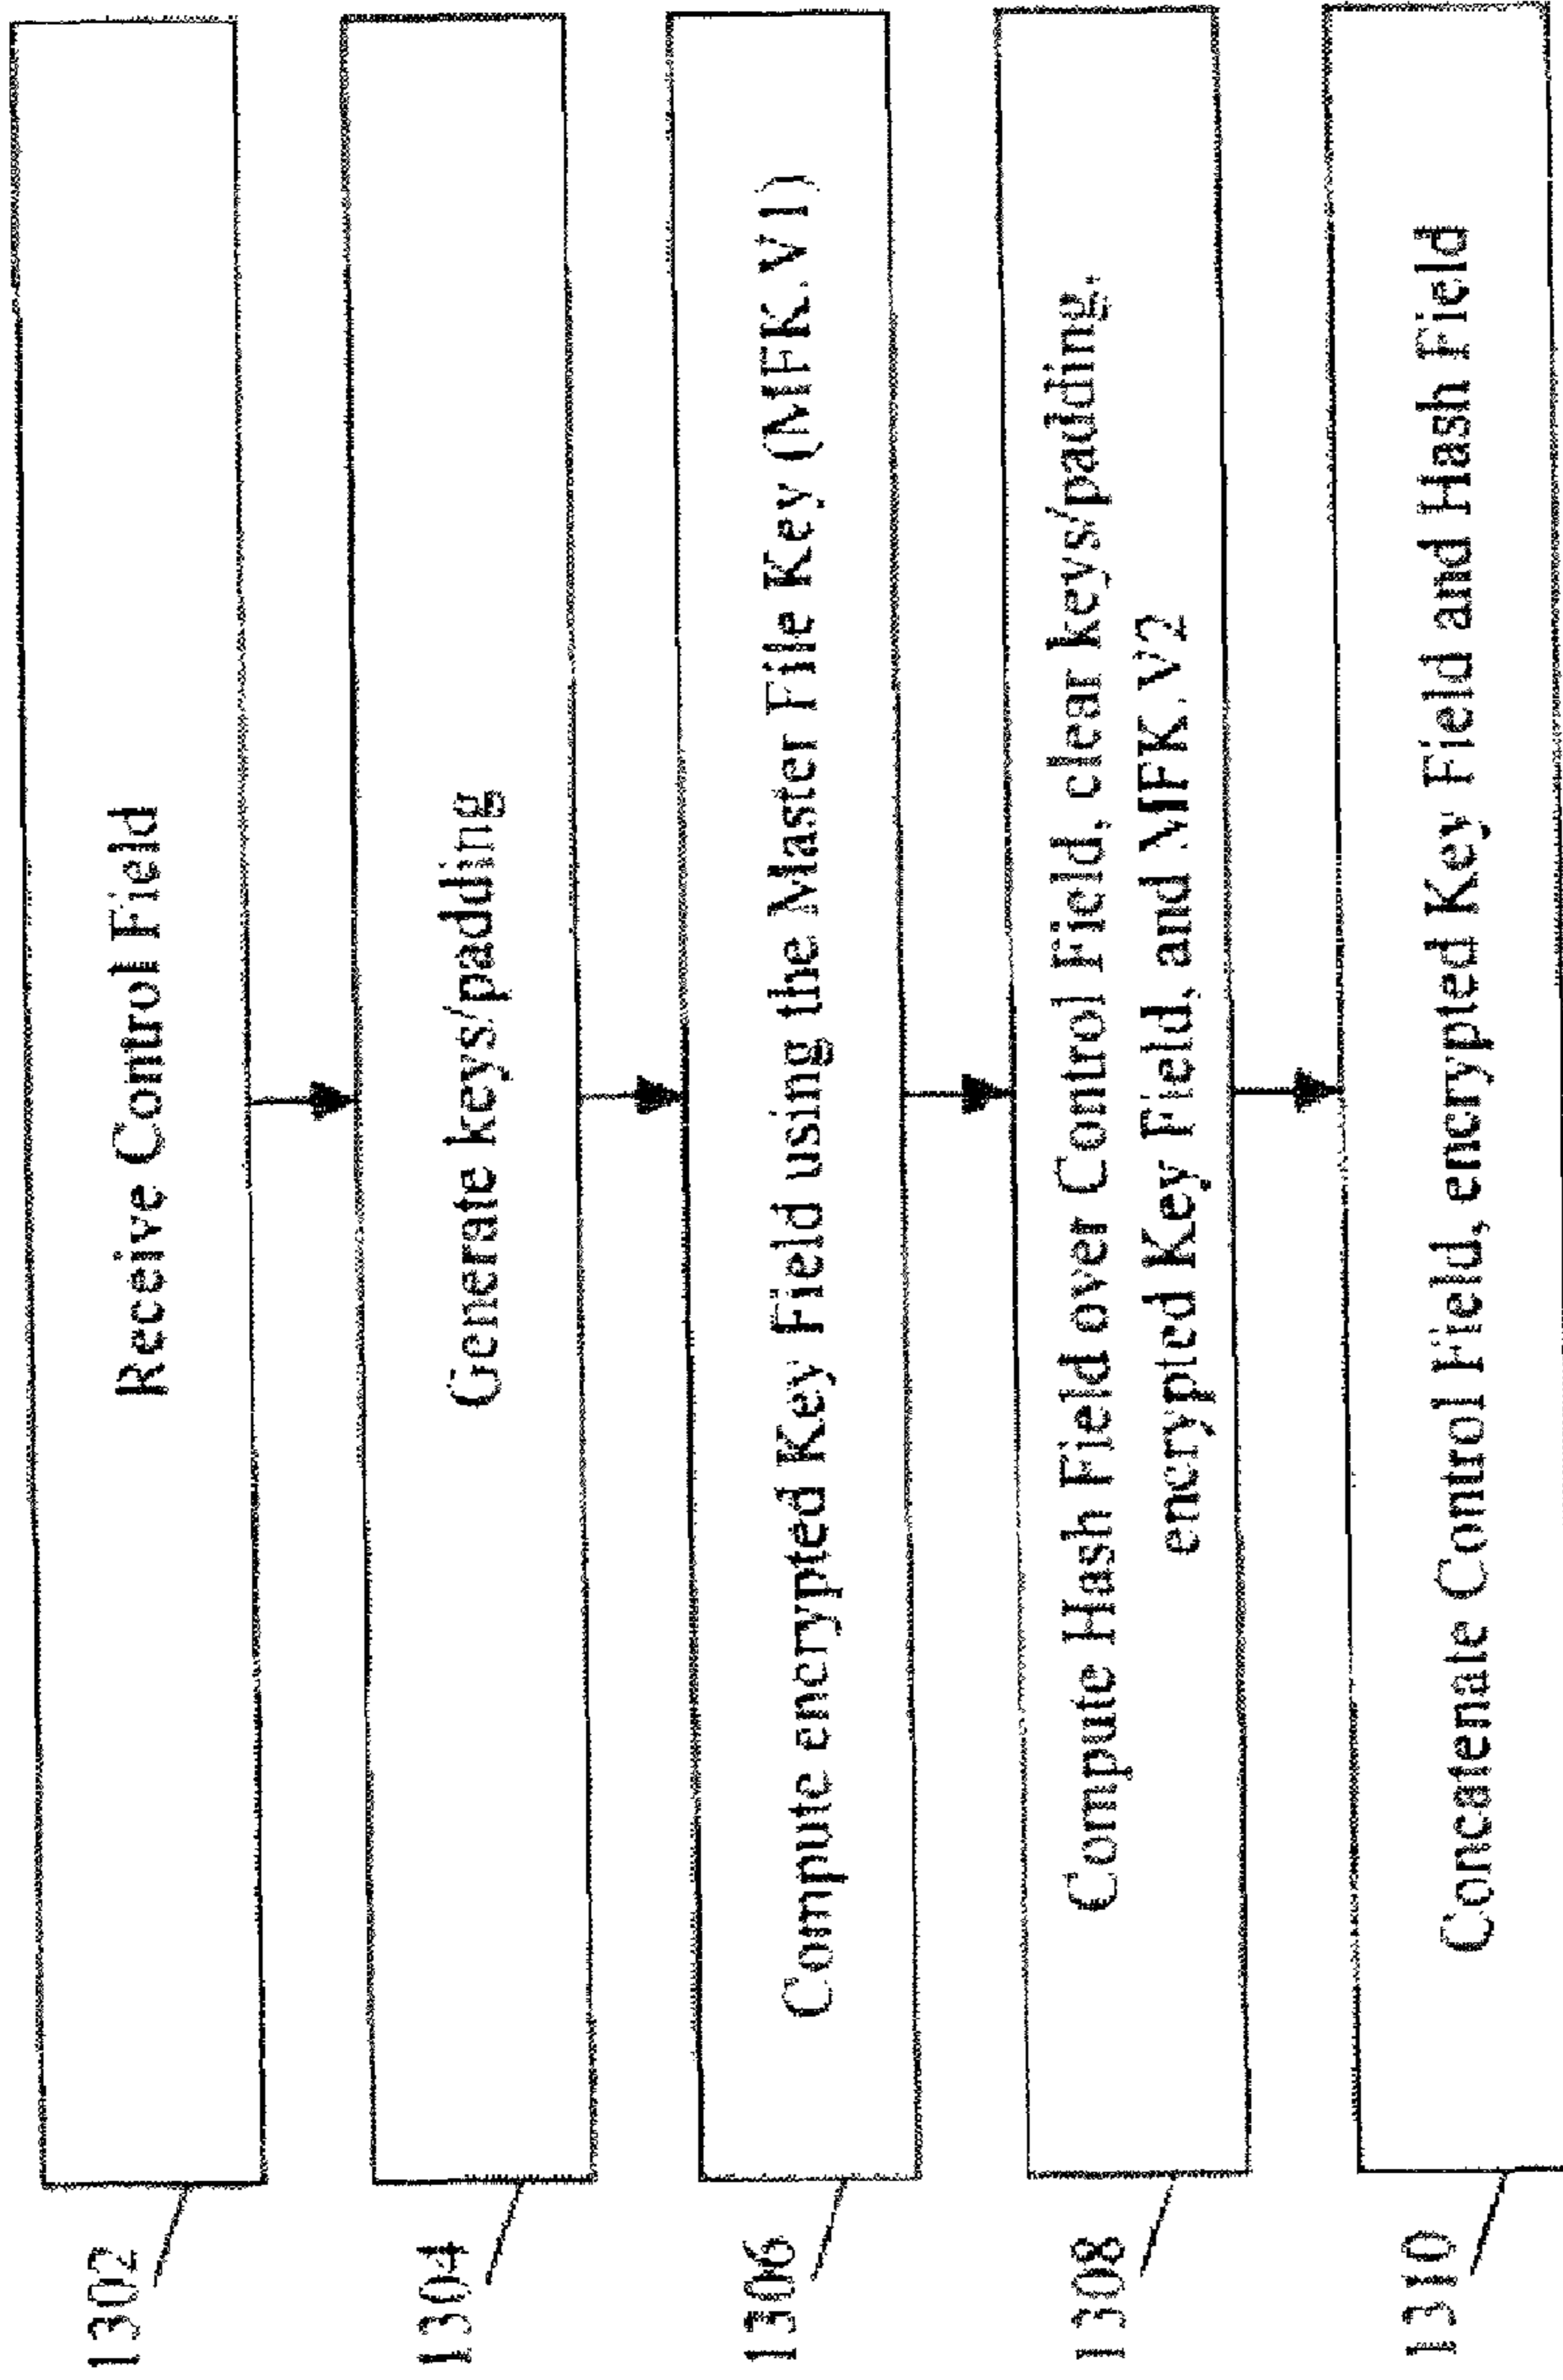 1302
Receive Control Field
1304
Generate keys/padding
1306
Compute encrypted Key Field using the Master File Key (MFK.V1)
1308
Compute Hash Field over Control Field, clear keys/padding,
encrypted Key Field, and MFK.V2
1310
Concatenate Control Field, encrypted Key Field and Hash Field